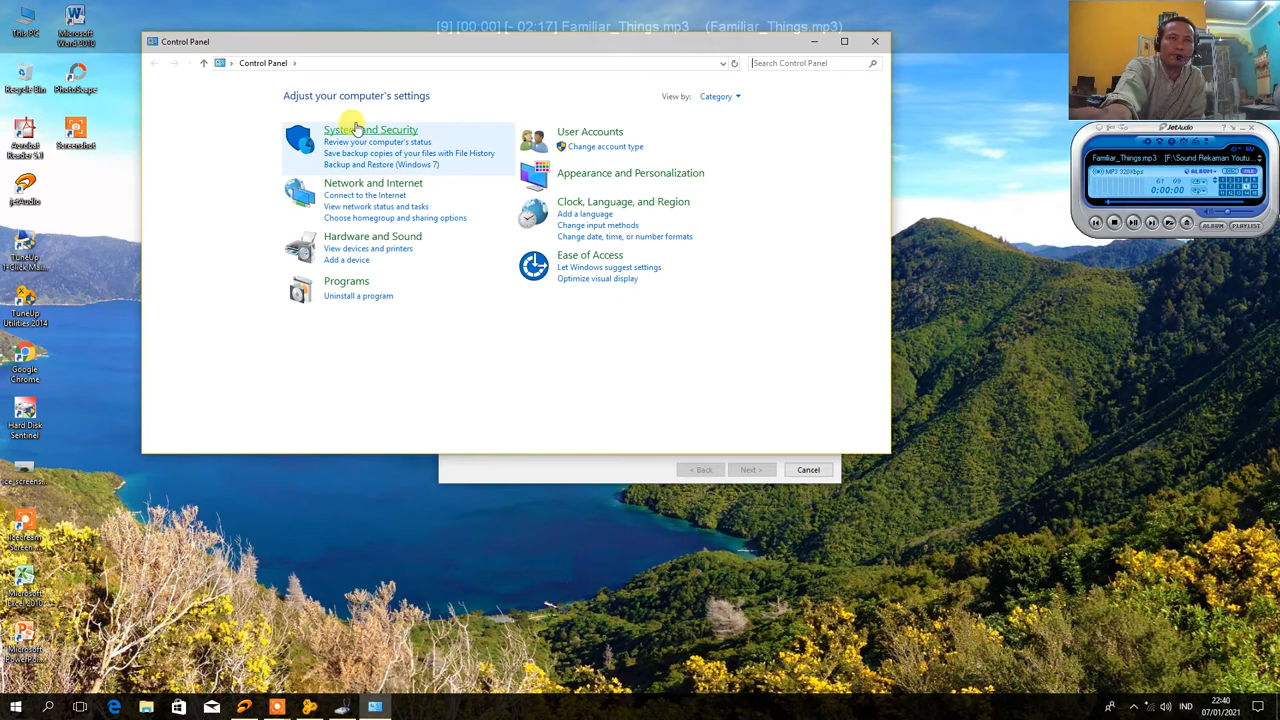 [9] [00:00] [- 02:17] Familiar_Things.mp3 (Familiar_Things.mp3)
This PC
Microsoft Word 2010
Recycle Bin
PhotoScape
Acrobat Reader 5.1
Screenshot
jetAudio
TuneUp 1-Click Mai...
TuneUp Utilities 2014
Google Chrome
Hard Disk Sentinel
ice_screens...
Icecream Screen ...
Microsoft Excel 2010
Microsoft PowerPoi...
Control Panel
Control Panel
Search Control Panel
Adjust your computer's settings
View by: Category
System and Security
Review your computer's status
Save backup copies of your files with File History
Backup and Restore (Windows 7)
Network and Internet
Connect to the Internet
View network status and tasks
Choose homegroup and sharing options
Hardware and Sound
View devices and printers
Add a device
Programs
Uninstall a program
User Accounts
Change account type
Appearance and Personalization
Clock, Language, and Region
Add a language
Change input methods
Change date, time, or number formats
Ease of Access
Let Windows suggest settings
Optimize visual display
< Back
Next >
Cancel
JetAudio
Familiar_Things.mp3 [F:\Sound Rekaman Youtu...
MP3 320Kbps
ALBUM
FILE
0:00:00
ALBUM
PLAYLIST
IND
22:40
07/01/2021